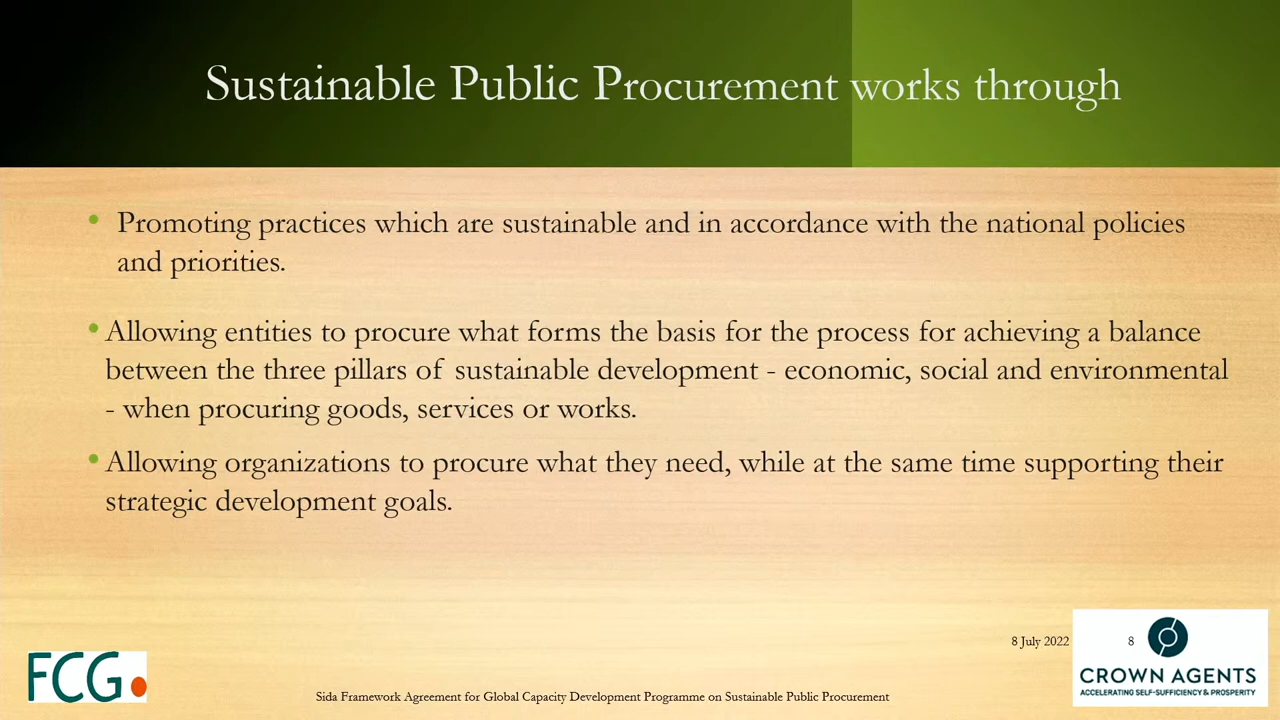 Sustainable Public Procurement works through
• Promoting practices which are sustainable and in accordance with the national policies
and priorities.
• Allowing entities to procure what forms the basis for the process for achieving a balance
between the three pillars of sustainable development - economic, social and environmental
- when procuring goods, services or works.
• Allowing organizations to procure what they need, while at the same time supporting their
strategic development goals.
8 July 2022
8
FCG.
CROWN AGENTS
ACCELERATING SELF-SUFFICIENCY & PROSPERITY
Sida Framework Agreement for Global Capacity Development Programme on Sustainable Public Procurement